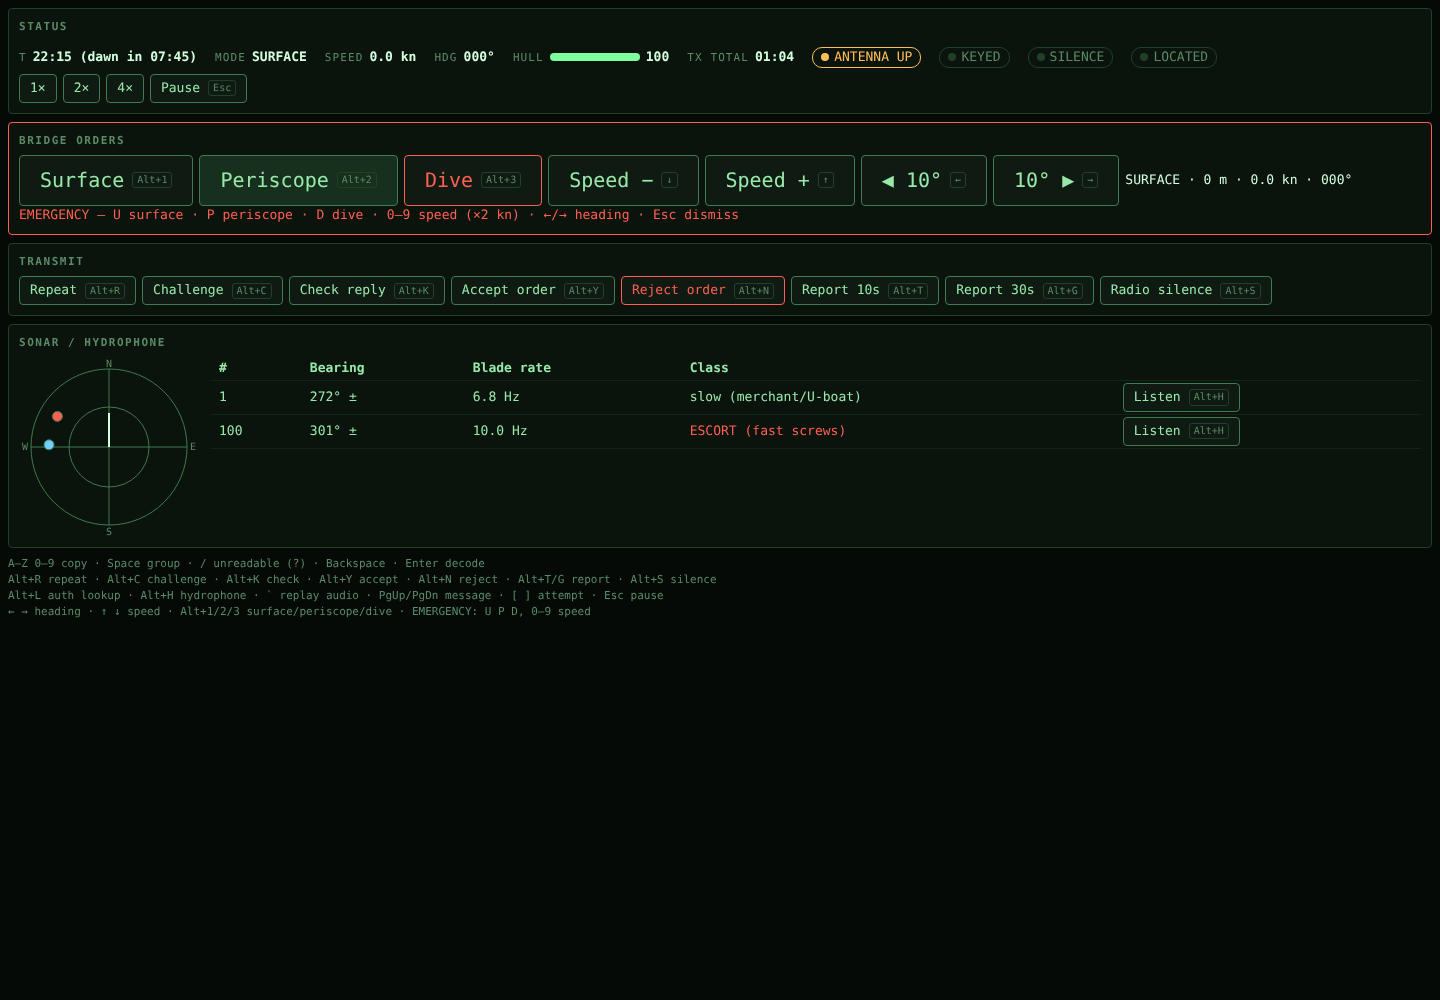 STATUS
T 22:15 (dawn in 07:45) MODE SURFACE SPEED 0.0 kn HDG 000° HULL 100 TX TOTAL 01:04 ANTENNA UP KEYED SILENCE LOCATED
1× 2× 4× Pause Esc
BRIDGE ORDERS
Surface Alt+1 Periscope Alt+2 Dive Alt+3 Speed − ↓ Speed + ↑ ◀ 10° ← 10° ▶ → SURFACE · 0 m · 0.0 kn · 000°
EMERGENCY — U surface · P periscope · D dive · 0–9 speed (×2 kn) · ←/→ heading · Esc dismiss
TRANSMIT
Repeat Alt+R Challenge Alt+C Check reply Alt+K Accept order Alt+Y Reject order Alt+N Report 10s Alt+T Report 30s Alt+G Radio silence Alt+S
SONAR / HYDROPHONE
N
W E
S
# Bearing Blade rate Class
1 272° ± 6.8 Hz slow (merchant/U-boat) Listen Alt+H
100 301° ± 10.0 Hz ESCORT (fast screws) Listen Alt+H
A–Z 0–9 copy · Space group · / unreadable (?) · Backspace · Enter decode
Alt+R repeat · Alt+C challenge · Alt+K check · Alt+Y accept · Alt+N reject · Alt+T/G report · Alt+S silence
Alt+L auth lookup · Alt+H hydrophone · ` replay audio · PgUp/PgDn message · [ ] attempt · Esc pause
← → heading · ↑ ↓ speed · Alt+1/2/3 surface/periscope/dive · EMERGENCY: U P D, 0–9 speed